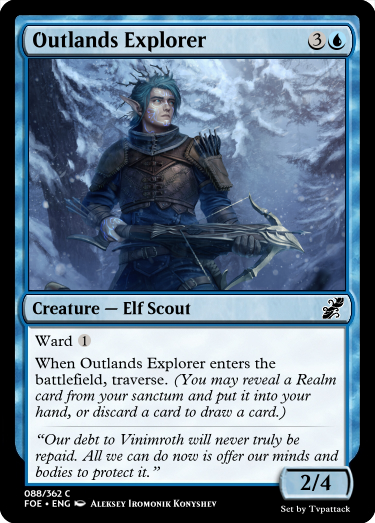 Outlands Explorer 3
Creature — Elf Scout
Ward 1
When Outlands Explorer enters the
battlefield, traverse. (You may reveal a Realm
card from your sanctum and put it into your
hand, or discard a card to draw a card.)
“Our debt to Vinimroth will never truly be
repaid. All we can do now is offer our minds and
bodies to protect it.”
2/4
088/362 C
FOE • ENG Aleksey Iromonik Konyshev
Set by Tvpattack